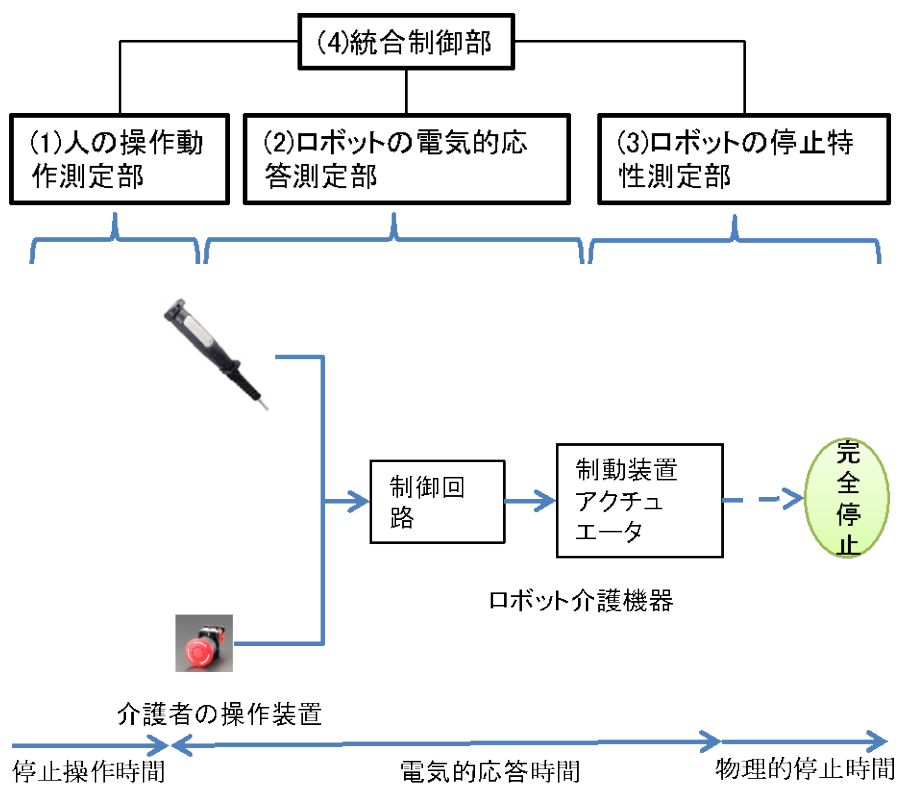 (4)統合制御部
(1)人の操作動
作測定部
(2)ロボットの電気的応
答測定部
(3)ロボットの停止特
性測定部
制御回
路
制動装置
アクチュ
エータ
完
全
停
止
ロボット介護機器
介護者の操作装置
停止操作時間
電気的応答時間
物理的停止時間